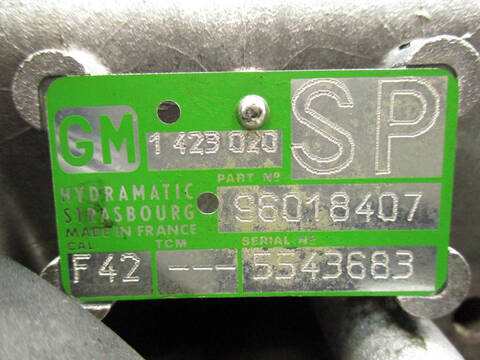 GM 1 423 020 SP
PART Nº
HYDRAMATIC 96018407
STRASBOURG
MADE IN FRANCE
CAL TCM SERIAL Nº
F42 --- 5543683